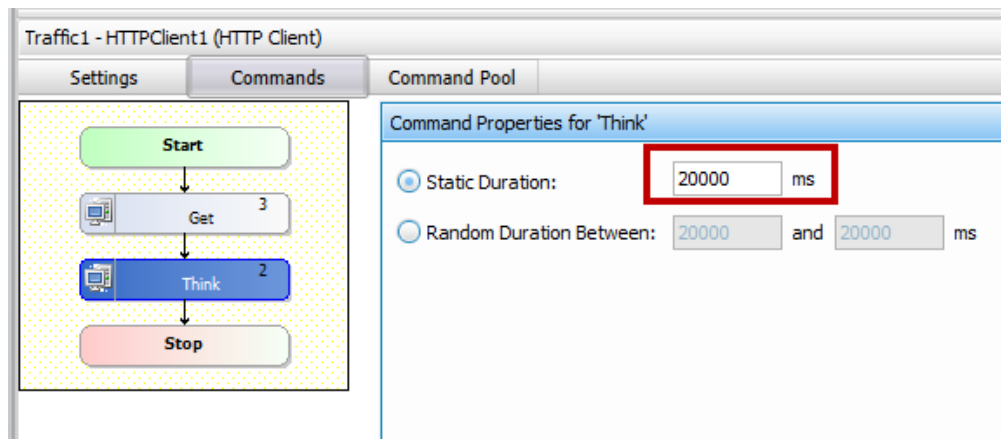 Traffic1 - HTTPClient1 (HTTP Client)
Settings Commands Command Pool
Start
Get 3
Think 2
Stop
Command Properties for 'Think'
Static Duration: 20000 ms
Random Duration Between: 20000 and 20000 ms